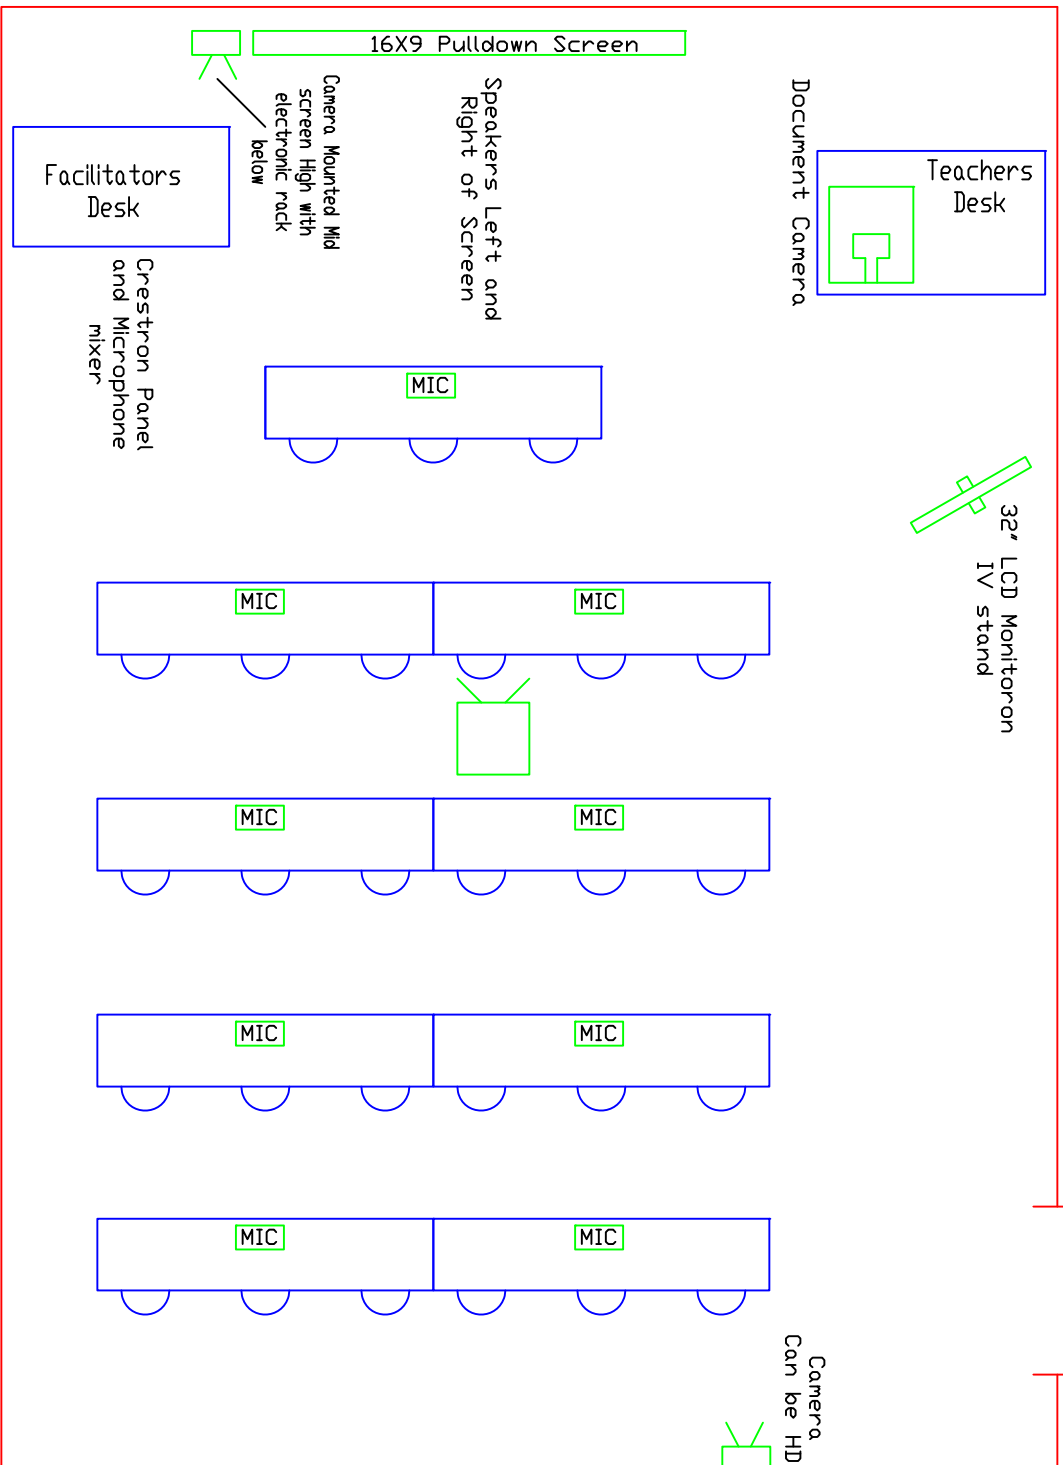 16X9 Pulldown Screen
Camera Mounted Mid
screen High with
electronic rack
below
Speakers Left and
Right of Screen
Document Camera
Teachers
Desk
Facilitators
Desk
Crestron Panel
and Microphone
mixer
MIC
32" LCD Monitoron
IV stand
MIC
MIC
MIC
MIC
MIC
MIC
MIC
MIC
Camera
Can be HD